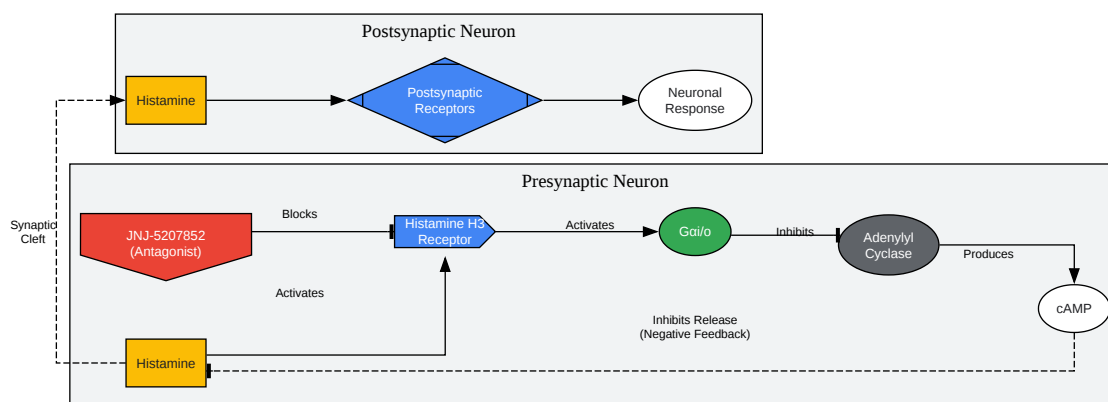 Postsynaptic Neuron
Histamine
Postsynaptic
Receptors
Neuronal
Response
Synaptic
Cleft
Presynaptic Neuron
JNJ-5207852
(Antagonist)
Blocks
Histamine H3
Receptor
Activates
Gαi/o
Inhibits
Adenylyl
Cyclase
Produces
cAMP
Activates
Inhibits Release
(Negative Feedback)
Histamine